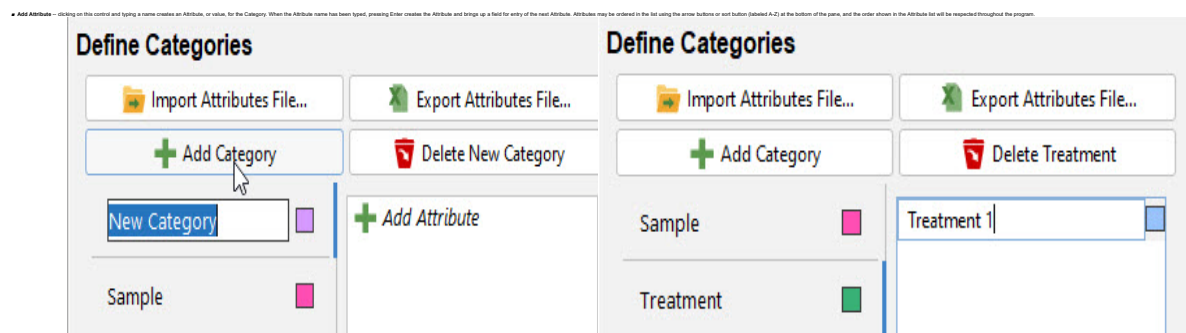 ▪ Add Attribute – clicking on this control and typing a name creates an Attribute, or value, for the Category. When the Attribute name has been typed, pressing Enter creates the Attribute and brings up a field for entry of the next Attribute. Attributes may be ordered in the list using the arrow buttons or sort button (labeled A-Z) at the bottom of the pane, and the order shown in the Attribute list will be respected throughout the program.
Define Categories
Import Attributes File...
Export Attributes File...
Add Category
Delete New Category
New Category
Add Attribute
Sample
Define Categories
Import Attributes File...
Export Attributes File...
Add Category
Delete Treatment
Sample
Treatment 1
Treatment